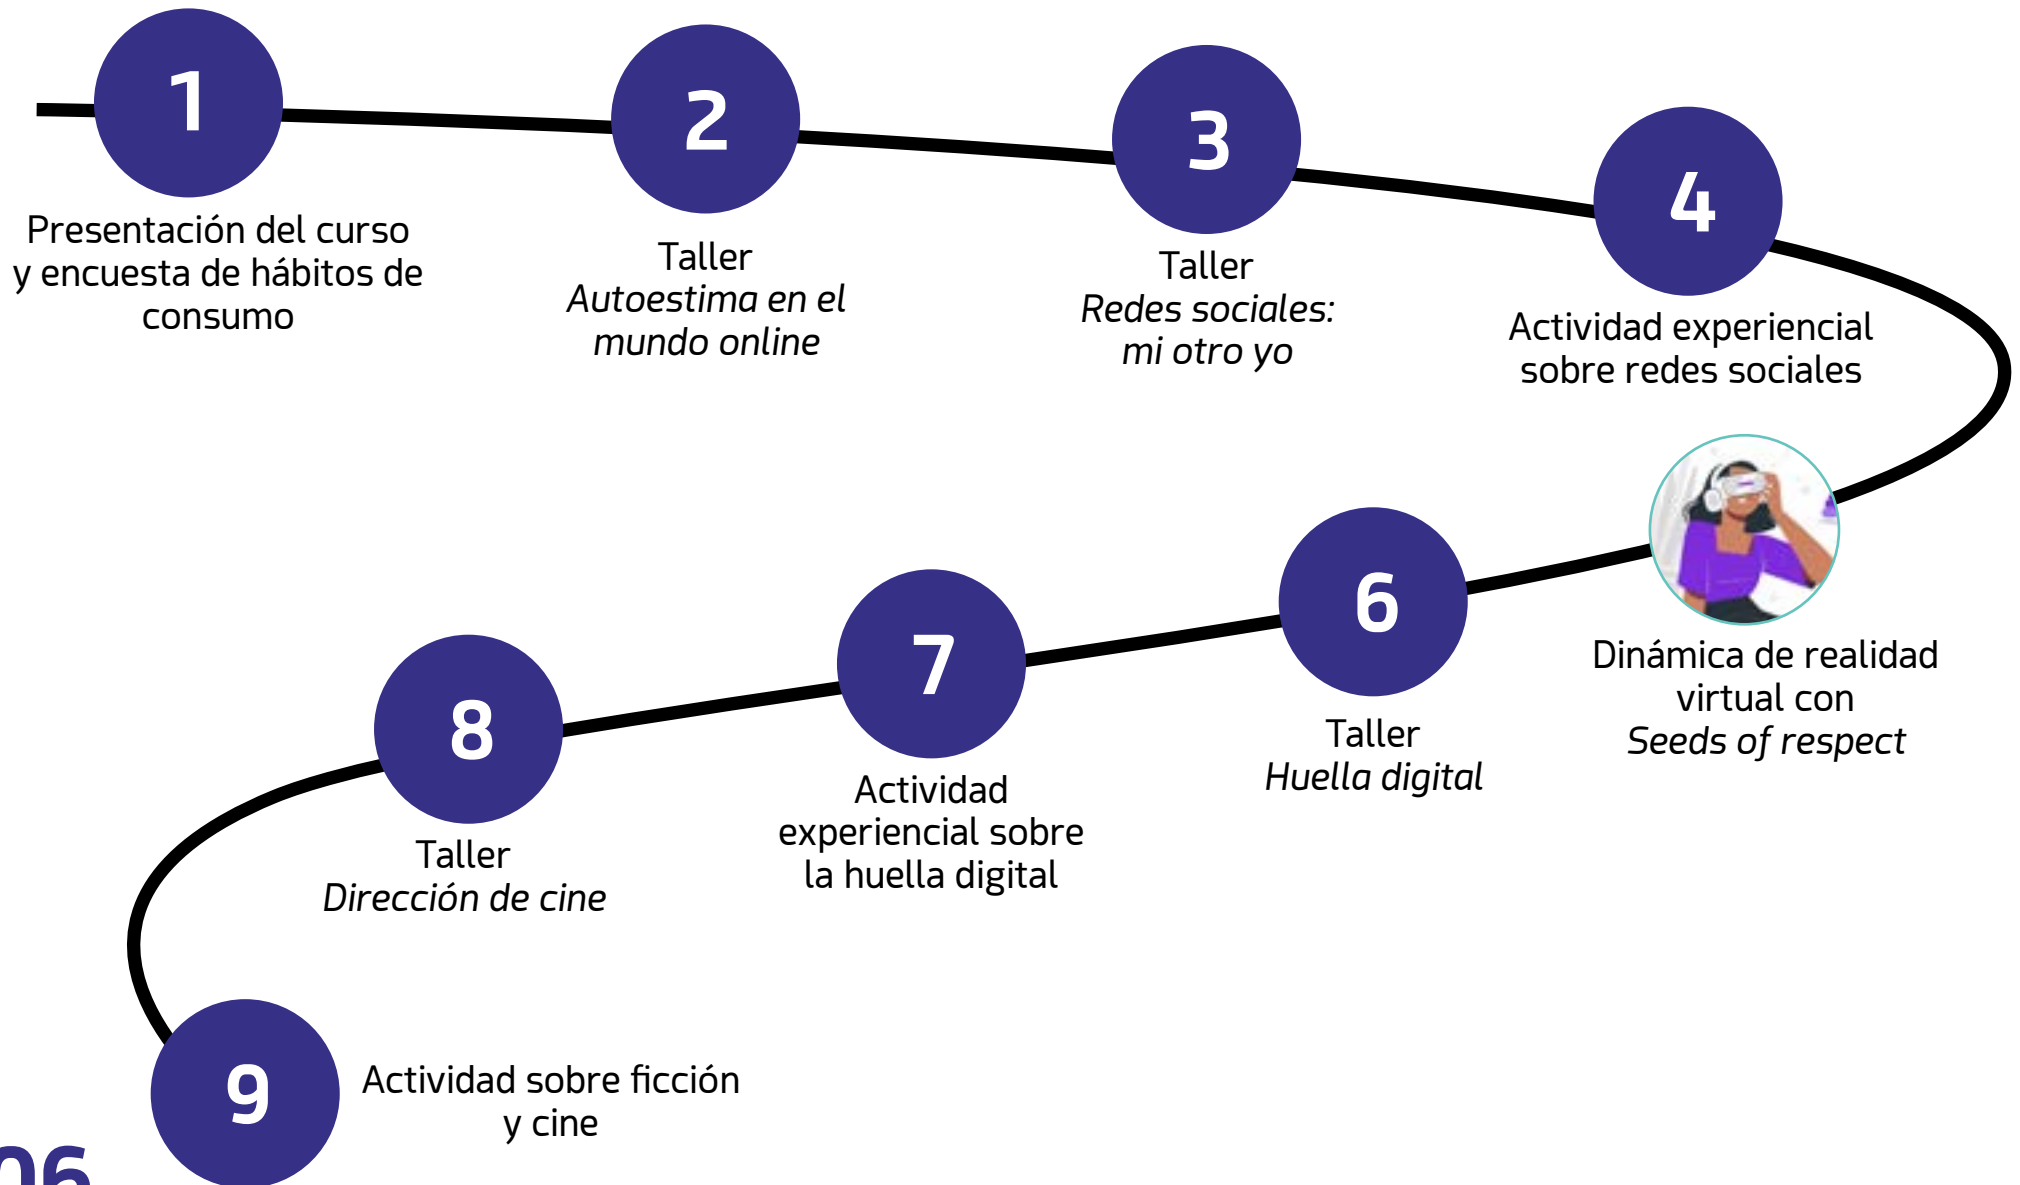 1
Presentación del curso
y encuesta de hábitos de
consumo
2
Taller
Autoestima en el
mundo online
3
Taller
Redes sociales:
mi otro yo
4
Actividad experiencial
sobre redes sociales
Dinámica de realidad
virtual con
Seeds of respect
6
Taller
Huella digital
7
Actividad
experiencial sobre
la huella digital
8
Taller
Dirección de cine
9
Actividad sobre ficción
y cine
06